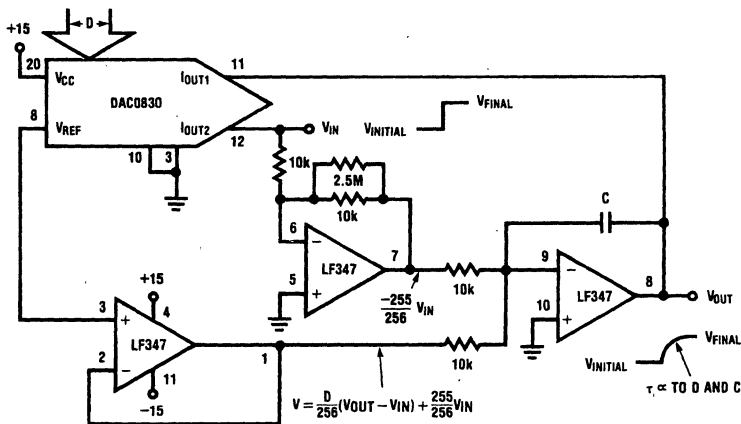 D
+15
20
VCC
IOUT1
11
DAC0830
8
VREF
IOUT2
12
VIN
VINITIAL
VFINAL
10
3
10k
2.5M
10k
C
6
−
7
LF347
5
+
−255/256 VIN
10k
9
−
8
LF347
10
+
VOUT
+15
3
+
4
LF347
1
2
−
11
−15
10k
VINITIAL
VFINAL
τ ∝ TO D AND C
V = D/256 (VOUT − VIN) + 255/256 VIN